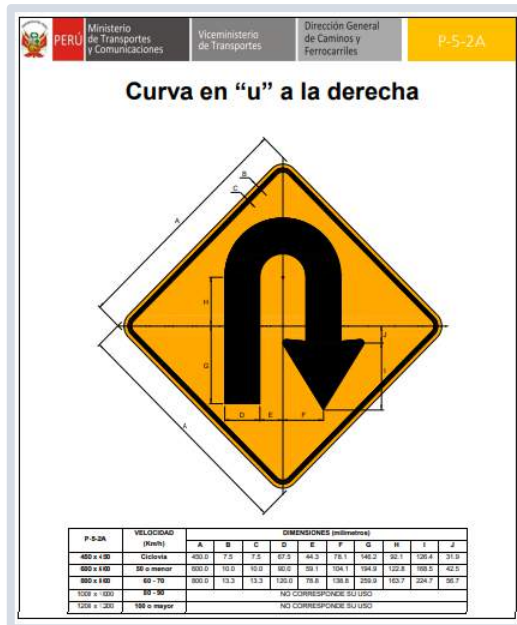 PERÚ
Ministerio
de Transportes
y Comunicaciones
Viceministerio
de Transportes
Dirección General
de Caminos y
Ferrocarriles
P-5-2A
Curva en “u” a la derecha
A
B
C
H
G
J
I
D E F
A
P-5-2A VELOCIDAD (Km/h) DIMENSIONES (milimetros)
A B C D E F G H I J
450 x 450 Ciclovia 450.0 7.5 7.5 67.5 44.3 78.1 146.2 92.1 126.4 31.9
600 x 600 50 o menor 600.0 10.0 10.0 90.0 59.1 104.1 194.9 122.8 168.5 42.5
800 x 800 60 - 70 800.0 13.3 13.3 120.0 78.8 138.8 259.9 163.7 224.7 56.7
1000 x 1000 80 - 90 NO CORRESPONDE SU USO
1200 x 1200 100 o mayor NO CORRESPONDE SU USO